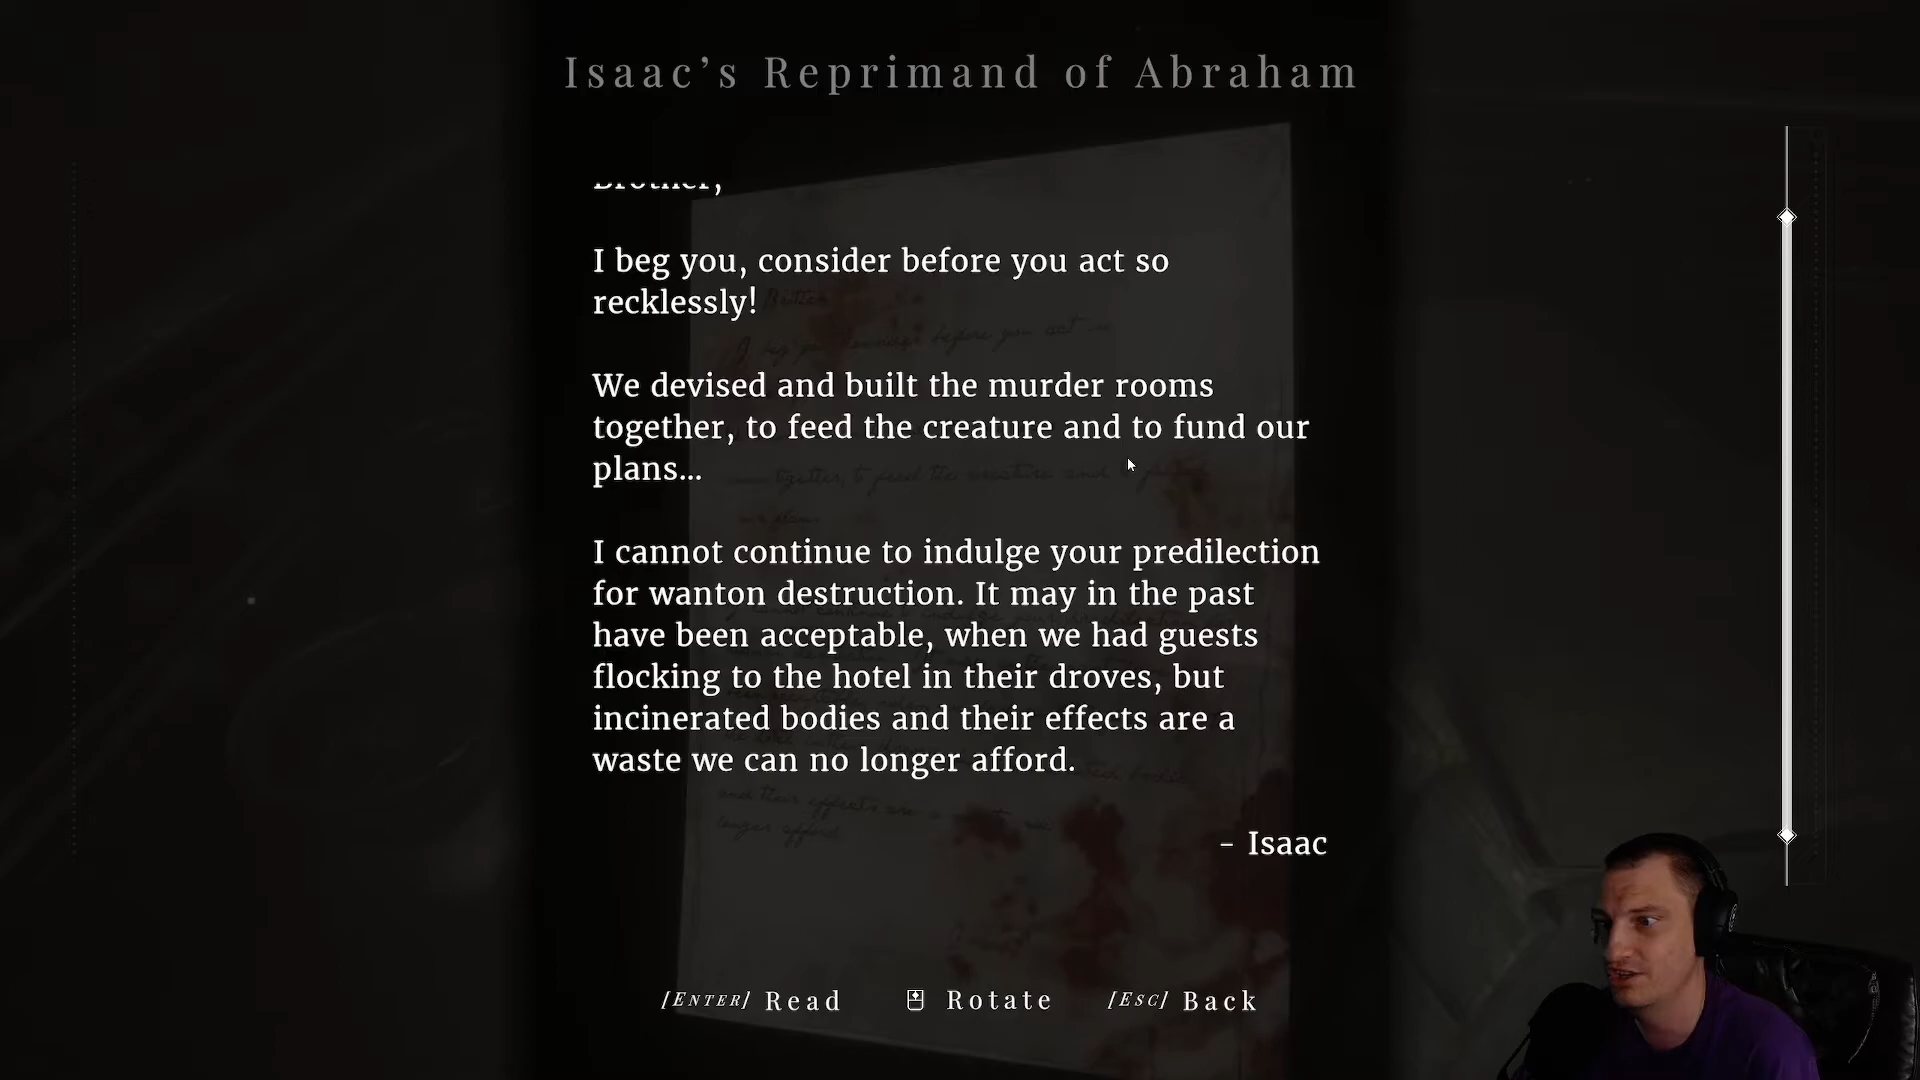 Isaac's Reprimand of Abraham
Brother,
I beg you, consider before you act so
recklessly!
We devised and built the murder rooms
together, to feed the creature and to fund our
plans...
I cannot continue to indulge your predilection
for wanton destruction. It may in the past
have been acceptable, when we had guests
flocking to the hotel in their droves, but
incinerated bodies and their effects are a
waste we can no longer afford.
- Isaac
[ENTER] Read Rotate [ESC] Back